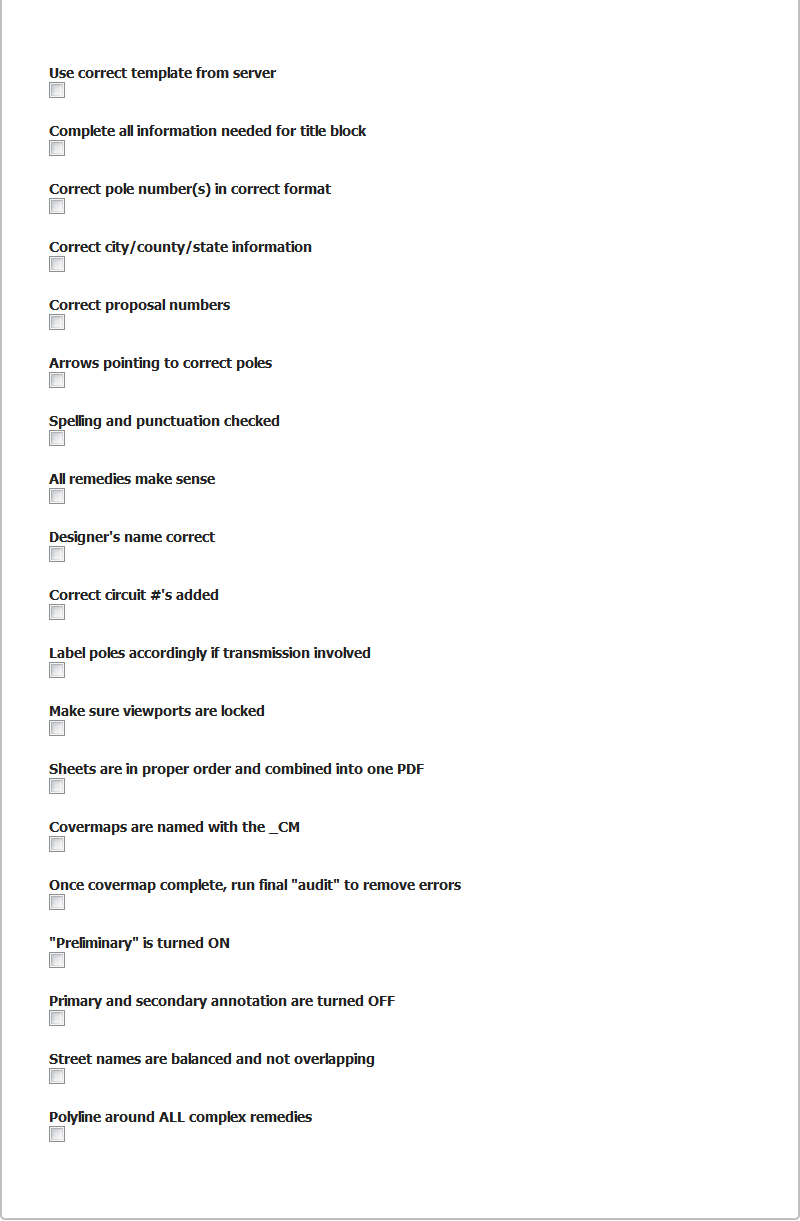 Use correct template from server
Complete all information needed for title block
Correct pole number(s) in correct format
Correct city/county/state information
Correct proposal numbers
Arrows pointing to correct poles
Spelling and punctuation checked
All remedies make sense
Designer's name correct
Correct circuit #'s added
Label poles accordingly if transmission involved
Make sure viewports are locked
Sheets are in proper order and combined into one PDF
Covermaps are named with the _CM
Once covermap complete, run final "audit" to remove errors
"Preliminary" is turned ON
Primary and secondary annotation are turned OFF
Street names are balanced and not overlapping
Polyline around ALL complex remedies